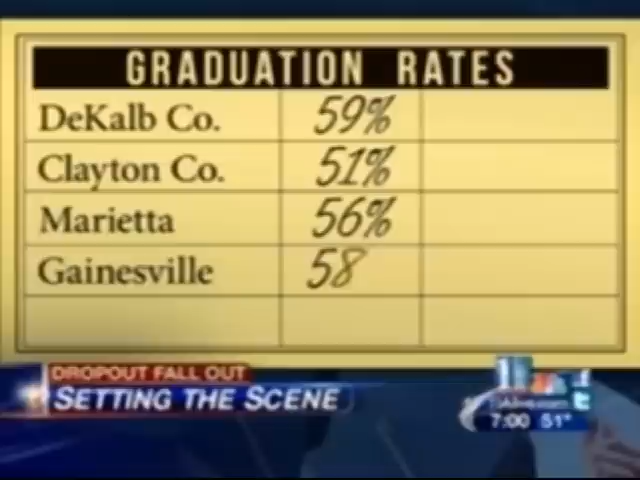 GRADUATION RATES
DeKalb Co. 59%
Clayton Co. 51%
Marietta 56%
Gainesville 58
DROPOUT FALL OUT
SETTING THE SCENE
11
7:00 51°